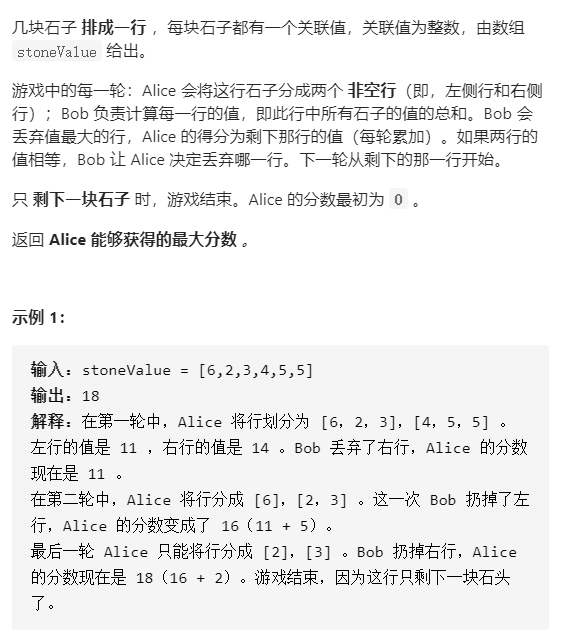 几块石子 排成一行 ，每块石子都有一个关联值，关联值为整数，由数组
stoneValue 给出。
游戏中的每一轮：Alice 会将这行石子分成两个 非空行（即，左侧行和右侧
行）；Bob 负责计算每一行的值，即此行中所有石子的值的总和。Bob 会
丢弃值最大的行，Alice 的得分为剩下那行的值（每轮累加）。如果两行的
值相等，Bob 让 Alice 决定丢弃哪一行。下一轮从剩下的那一行开始。
只 剩下一块石子 时，游戏结束。Alice 的分数最初为 0 。
返回 Alice 能够获得的最大分数 。
示例 1：
输入：stoneValue = [6,2,3,4,5,5]
输出：18
解释：在第一轮中，Alice 将行划分为 [6，2，3]，[4，5，5] 。
左行的值是 11 ，右行的值是 14 。Bob 丢弃了右行，Alice 的分数
现在是 11 。
在第二轮中，Alice 将行分成 [6]，[2，3] 。这一次 Bob 扔掉了左
行，Alice 的分数变成了 16（11 + 5）。
最后一轮 Alice 只能将行分成 [2]，[3] 。Bob 扔掉右行，Alice
的分数现在是 18（16 + 2）。游戏结束，因为这行只剩下一块石头
了。